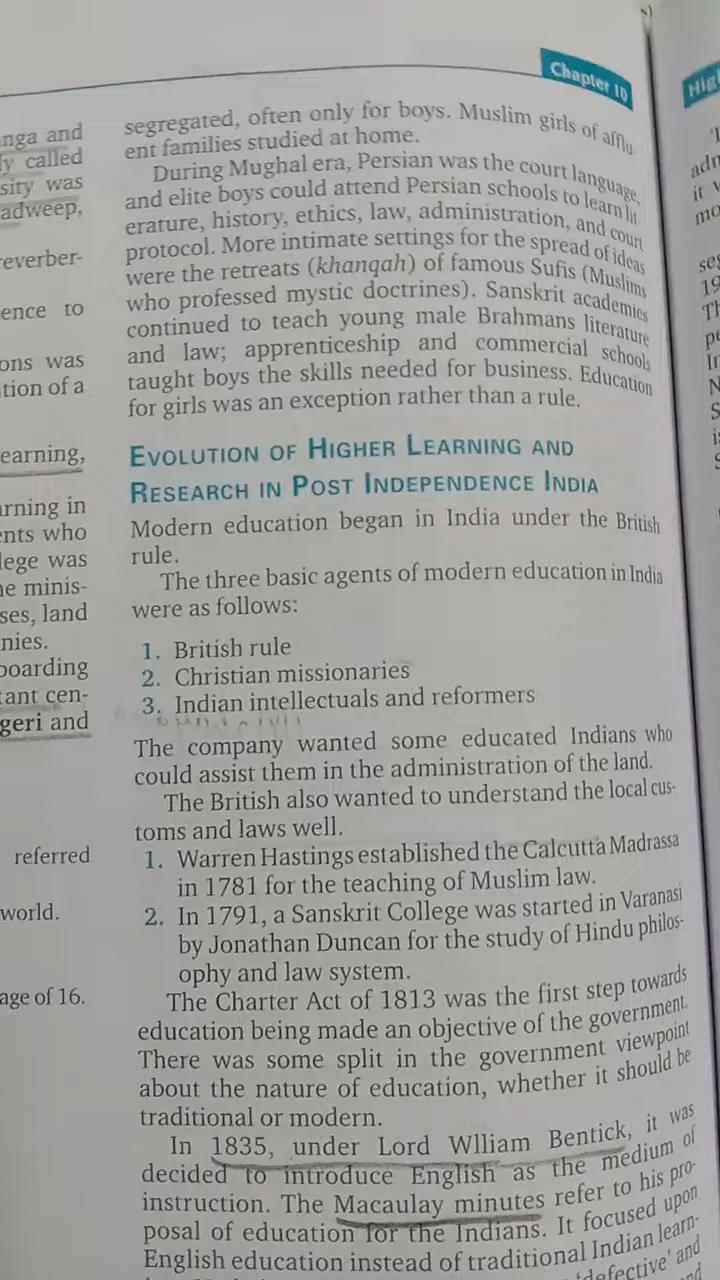 Chapter 10
nga and
y called
sity was
adweep,
everber-
ence to
ons was
tion of a
earning,
rning in
ents who
lege was
e minis-
ses, land
nies.
boarding
tant cen-
geri and
referred
world.
age of 16.
segregated, often only for boys. Muslim girls of afflu-
ent families studied at home.
During Mughal era, Persian was the court language,
and elite boys could attend Persian schools to learn lit-
erature, history, ethics, law, administration, and court
protocol. More intimate settings for the spread of ideas
were the retreats (khanqah) of famous Sufis (Muslims
who professed mystic doctrines). Sanskrit academies
continued to teach young male Brahmans literature
and law; apprenticeship and commercial schools
taught boys the skills needed for business. Education
for girls was an exception rather than a rule.
EVOLUTION OF HIGHER LEARNING AND
RESEARCH IN POST INDEPENDENCE INDIA
Modern education began in India under the British
rule.
The three basic agents of modern education in India
were as follows:
1. British rule
2. Christian missionaries
3. Indian intellectuals and reformers
The company wanted some educated Indians who
could assist them in the administration of the land.
The British also wanted to understand the local cus-
toms and laws well.
1. Warren Hastings established the Calcutta Madrassa
in 1781 for the teaching of Muslim law.
2. In 1791, a Sanskrit College was started in Varanasi
by Jonathan Duncan for the study of Hindu philos-
ophy and law system.
The Charter Act of 1813 was the first step towards
education being made an objective of the government.
There was some split in the government viewpoint
about the nature of education, whether it should be
traditional or modern.
In 1835, under Lord Wlliam Bentick, it was
decided to introduce English as the medium of
instruction. The Macaulay minutes refer to his pro-
posal of education for the Indians. It focused upon
English education instead of traditional Indian learn-
'defective' and
Hig
adn
it
mo
se
19